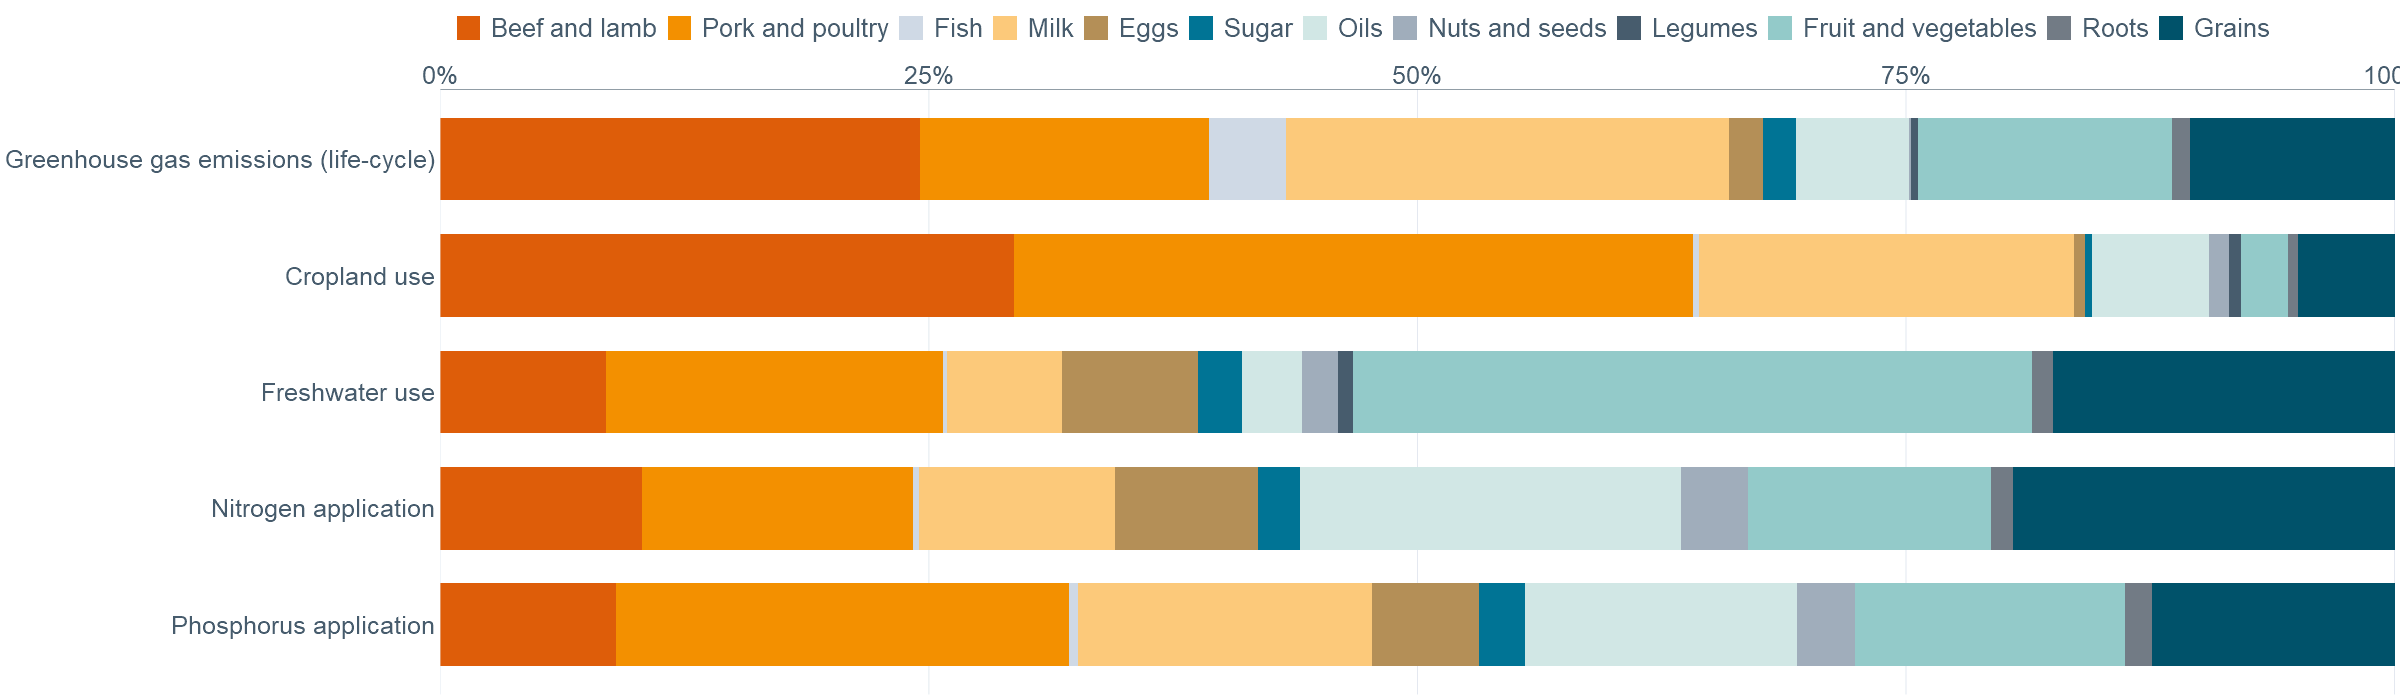 Beef and lamb Pork and poultry Fish Milk Eggs Sugar Oils Nuts and seeds Legumes Fruit and vegetables Roots Grains
0% 25% 50% 75% 100
Greenhouse gas emissions (life-cycle)
Cropland use
Freshwater use
Nitrogen application
Phosphorus application